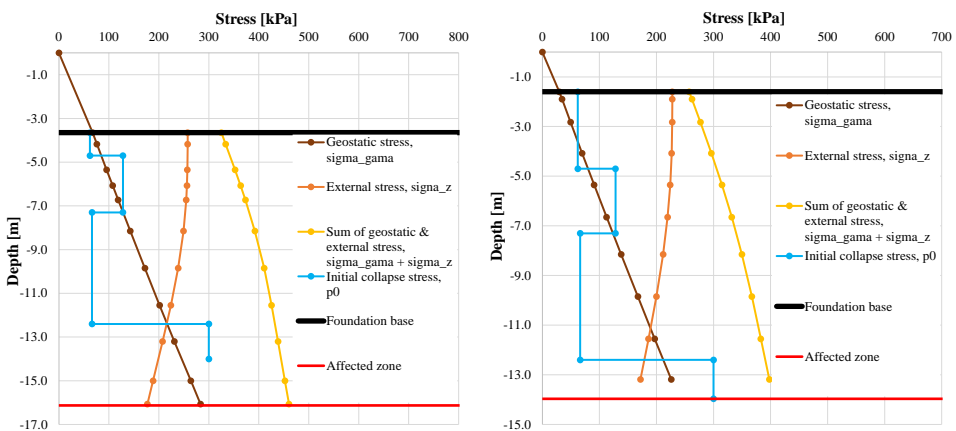 Stress [kPa]
0 100 200 300 400 500 600 700 800
-1.0
-3.0
-5.0
-7.0
-9.0
-11.0
-13.0
-15.0
-17.0
Depth [m]
Geostatic stress,
sigma_gama
External stress, signa_z
Sum of geostatic &
external stress,
sigma_gama + sigma_z
Initial collapse stress,
p0
Foundation base
Affected zone
Stress [kPa]
0 100 200 300 400 500 600 700
-1.0
-3.0
-5.0
-7.0
-9.0
-11.0
-13.0
-15.0
Depth [m]
Geostatic stress,
sigma_gama
External stress, signa_z
Sum of geostatic &
external stress,
sigma_gama + sigma_z
Initial collapse stress, p0
Foundation base
Affected zone